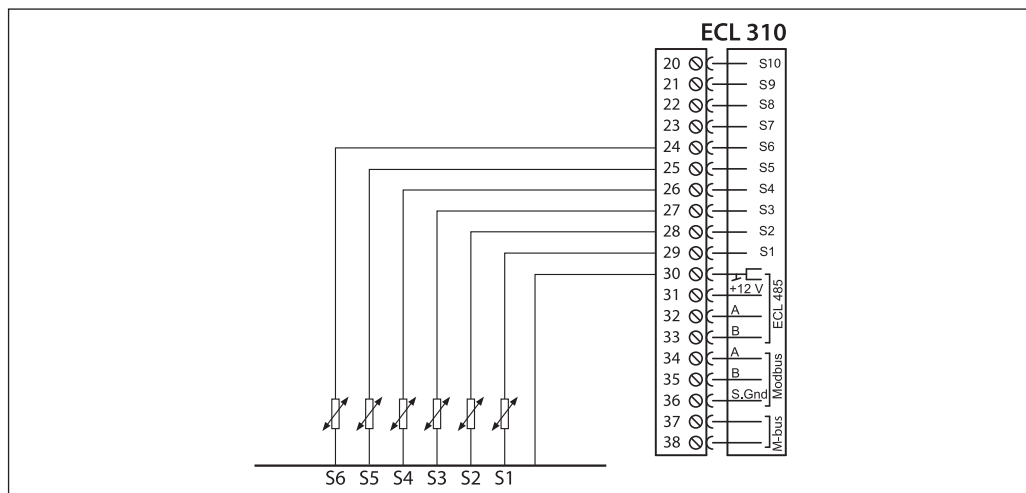 ECL 310
20 S10
21 S9
22 S8
23 S7
24 S6
25 S5
26 S4
27 S3
28 S2
29 S1
30
31 +12 V
32 A
33 B
ECL 485
34 A
35 B
36 S.Gnd
Modbus
37
38
M-bus
S6 S5 S4 S3 S2 S1